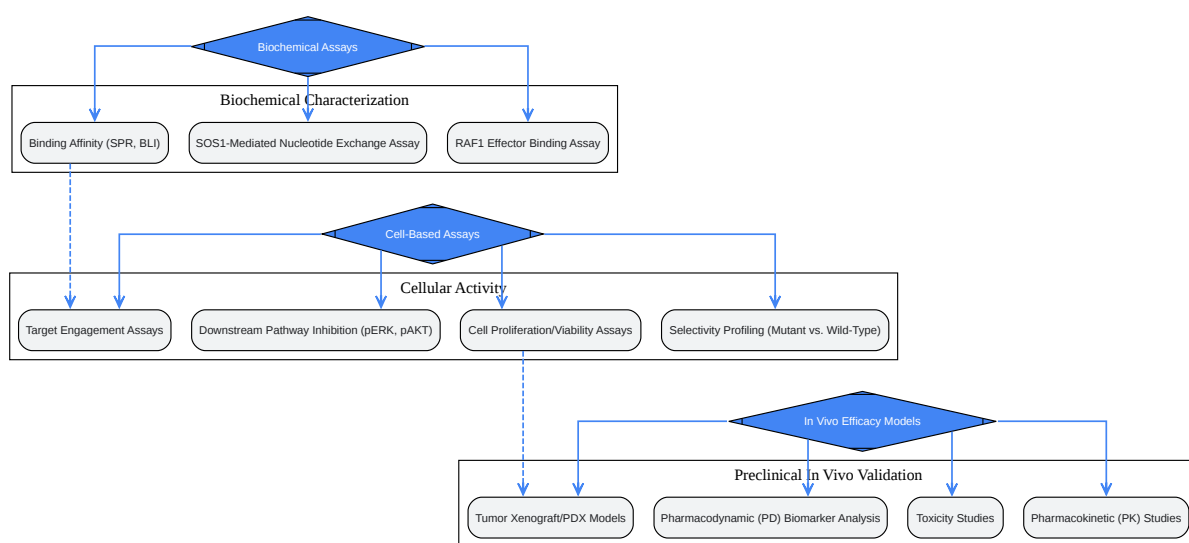 Biochemical Assays
Biochemical Characterization
Binding Affinity (SPR, BLI)
SOS1-Mediated Nucleotide Exchange Assay
RAF1 Effector Binding Assay
Cell-Based Assays
Cellular Activity
Target Engagement Assays
Downstream Pathway Inhibition (pERK, pAKT)
Cell Proliferation/Viability Assays
Selectivity Profiling (Mutant vs. Wild-Type)
In Vivo Efficacy Models
Preclinical In Vivo Validation
Tumor Xenograft/PDX Models
Pharmacodynamic (PD) Biomarker Analysis
Toxicity Studies
Pharmacokinetic (PK) Studies